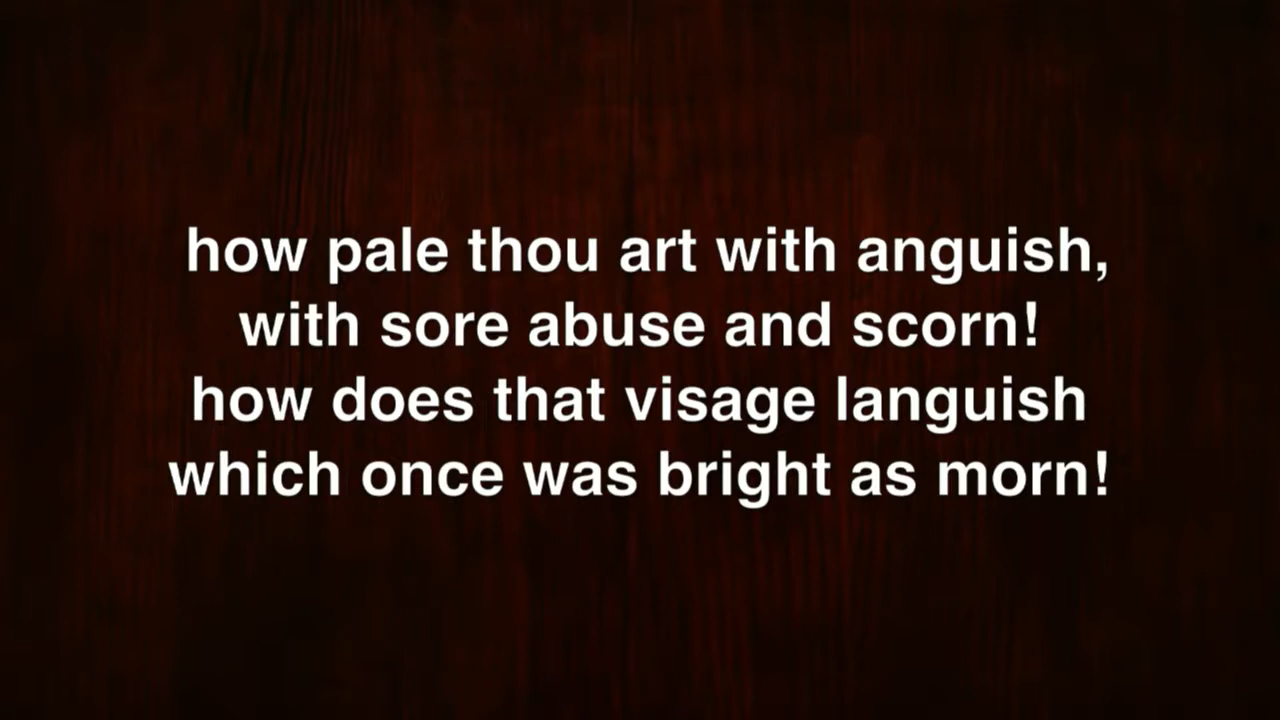 how pale thou art with anguish,
with sore abuse and scorn!
how does that visage languish
which once was bright as morn!